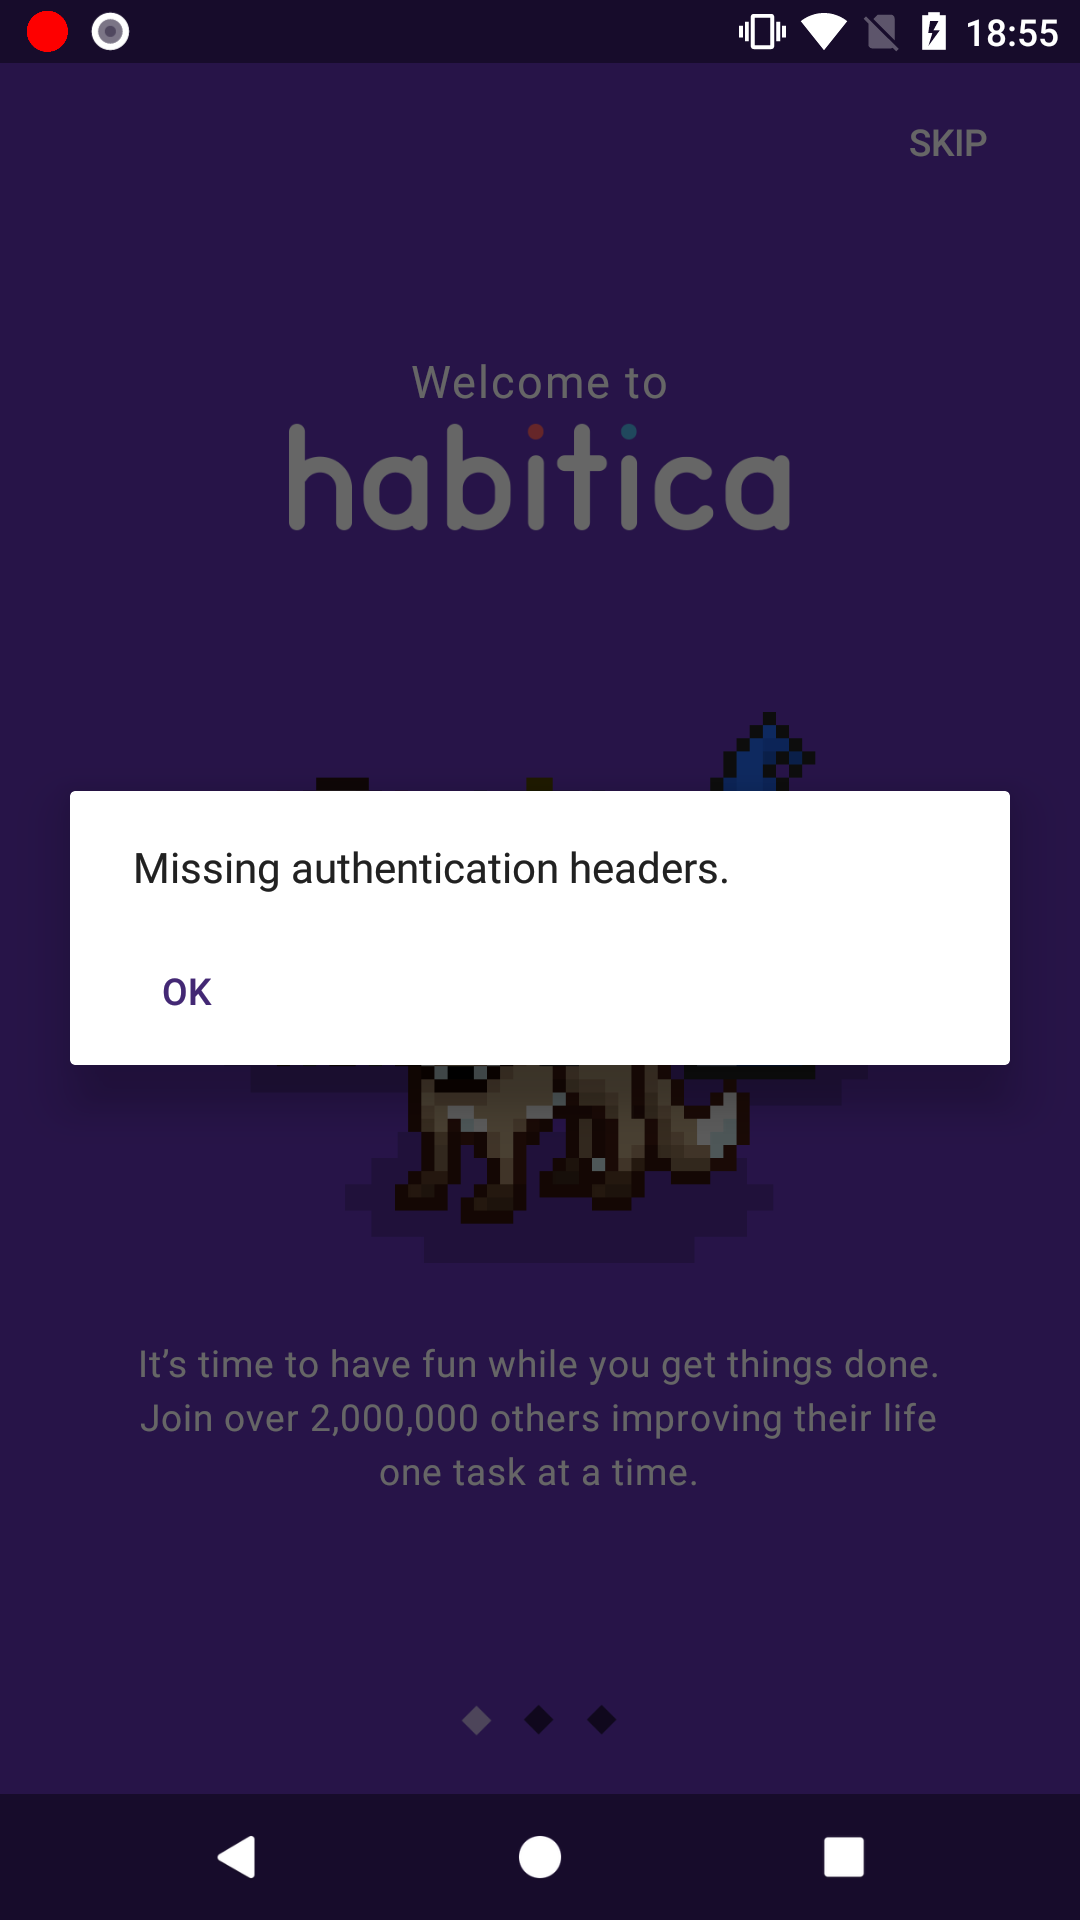 18:55
SKIP
Welcome to
habitica
Missing authentication headers.
OK
It’s time to have fun while you get things done.
Join over 2,000,000 others improving their life
one task at a time.